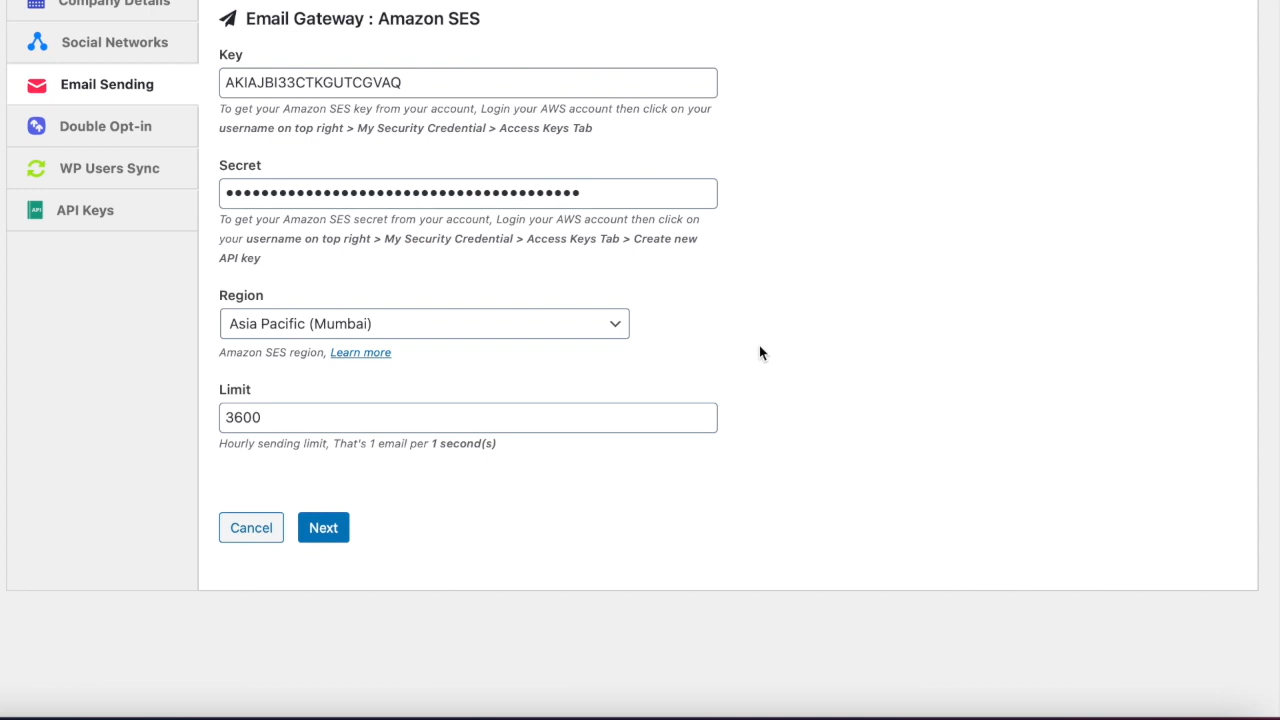 Company Details
Social Networks
Email Sending
Double Opt-in
WP Users Sync
API
API Keys
Email Gateway : Amazon SES
Key
AKIAJBI33CTKGUTCGVAQ
To get your Amazon SES key from your account, Login your AWS account then click on your
username on top right > My Security Credential > Access Keys Tab
Secret
To get your Amazon SES secret from your account, Login your AWS account then click on
your username on top right > My Security Credential > Access Keys Tab > Create new
API key
Region
Asia Pacific (Mumbai)
Amazon SES region, Learn more
Limit
3600
Hourly sending limit, That's 1 email per 1 second(s)
Cancel
Next